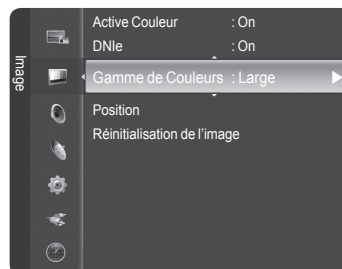 Image
Active Couleur : On
DNIe : On
Gamme de Couleurs : Large
Position
Réinitialisation de l'image